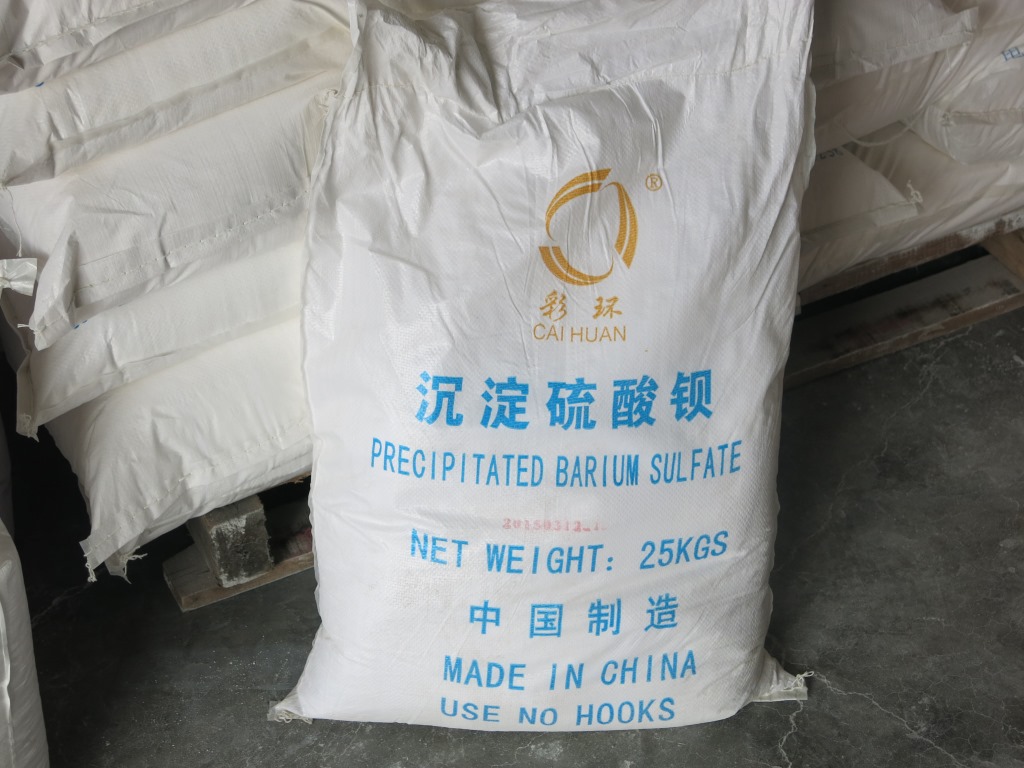 ®
彩环
CAI HUAN
沉淀硫酸钡
PRECIPITATED BARIUM SULFATE
NET WEIGHT: 25KGS
中国制造
MADE IN CHINA
USE NO HOOKS